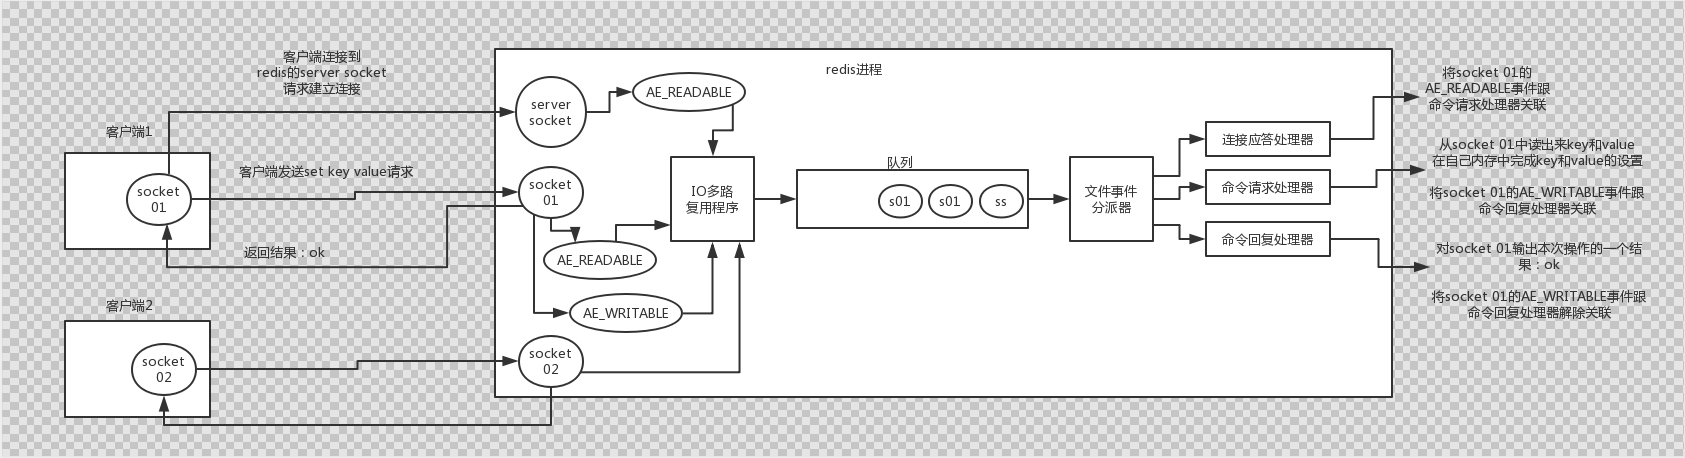 客户端连接到
redis的server socket
请求建立连接
客户端1
socket
01
客户端发送set key value请求
返回结果：ok
客户端2
socket
02
redis进程
server
socket
AE_READABLE
socket
01
AE_READABLE
AE_WRITABLE
socket
02
IO多路
复用程序
队列
s01
s01
ss
文件事件
分派器
连接应答处理器
命令请求处理器
命令回复处理器
将socket 01的
AE_READABLE事件跟
命令请求处理器关联
从socket 01中读出来key和value
在自己内存中完成key和value的设置
将socket 01的AE_WRITABLE事件跟
命令回复处理器关联
对socket 01输出本次操作的一个结
果：ok
将socket 01的AE_WRITABLE事件跟
命令回复处理器解除关联